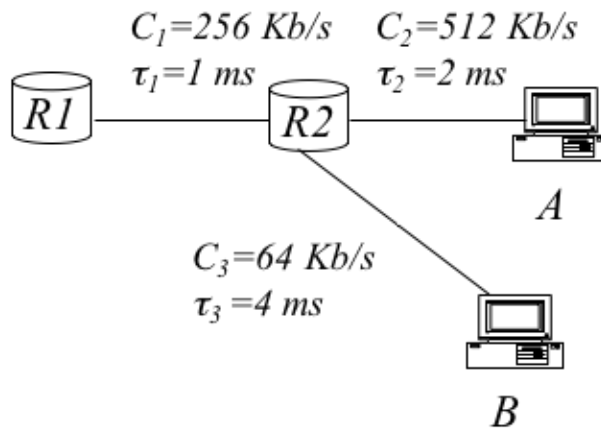 C1=256 Kb/s C2=512 Kb/s
τ1=1 ms τ2=2 ms
R1 R2
A
C3=64 Kb/s
τ3=4 ms
B